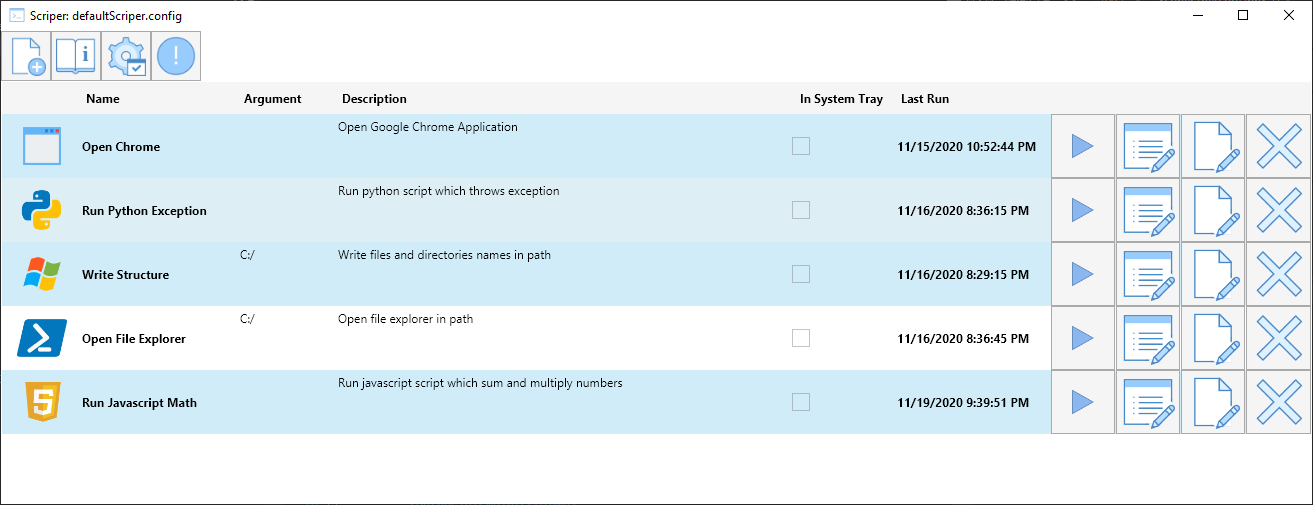 Scriper: defaultScriper.config
Name Argument Description In System Tray Last Run
Open Chrome Open Google Chrome Application 11/15/2020 10:52:44 PM
Run Python Exception Run python script which throws exception 11/16/2020 8:36:15 PM
Write Structure C:/ Write files and directories names in path 11/16/2020 8:29:15 PM
Open File Explorer C:/ Open file explorer in path 11/16/2020 8:36:45 PM
Run Javascript Math Run javascript script which sum and multiply numbers 11/19/2020 9:39:51 PM